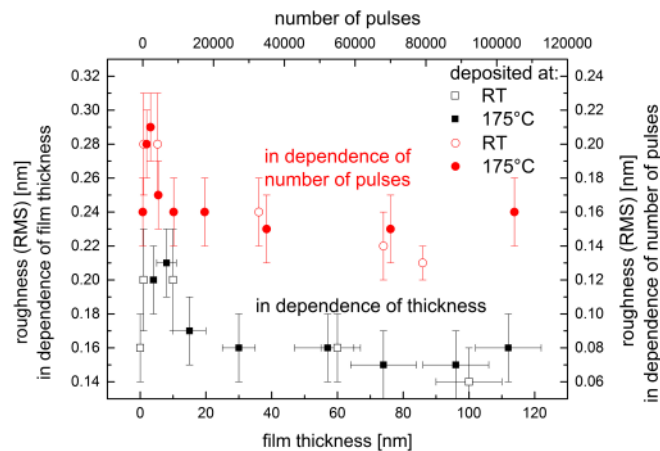 number of pulses
0 20000 40000 60000 80000 100000 120000
deposited at:
RT
175°C
RT
175°C
in dependence of
number of pulses
in dependence of thickness
roughness (RMS) [nm]
in dependence of film thickness
0.32
0.30
0.28
0.26
0.24
0.22
0.20
0.18
0.16
0.14
0.24
0.22
0.20
0.18
0.16
0.14
0.12
0.10
0.08
0.06
roughness (RMS) [nm]
in dependence of number of pulses
0 20 40 60 80 100 120
film thickness [nm]